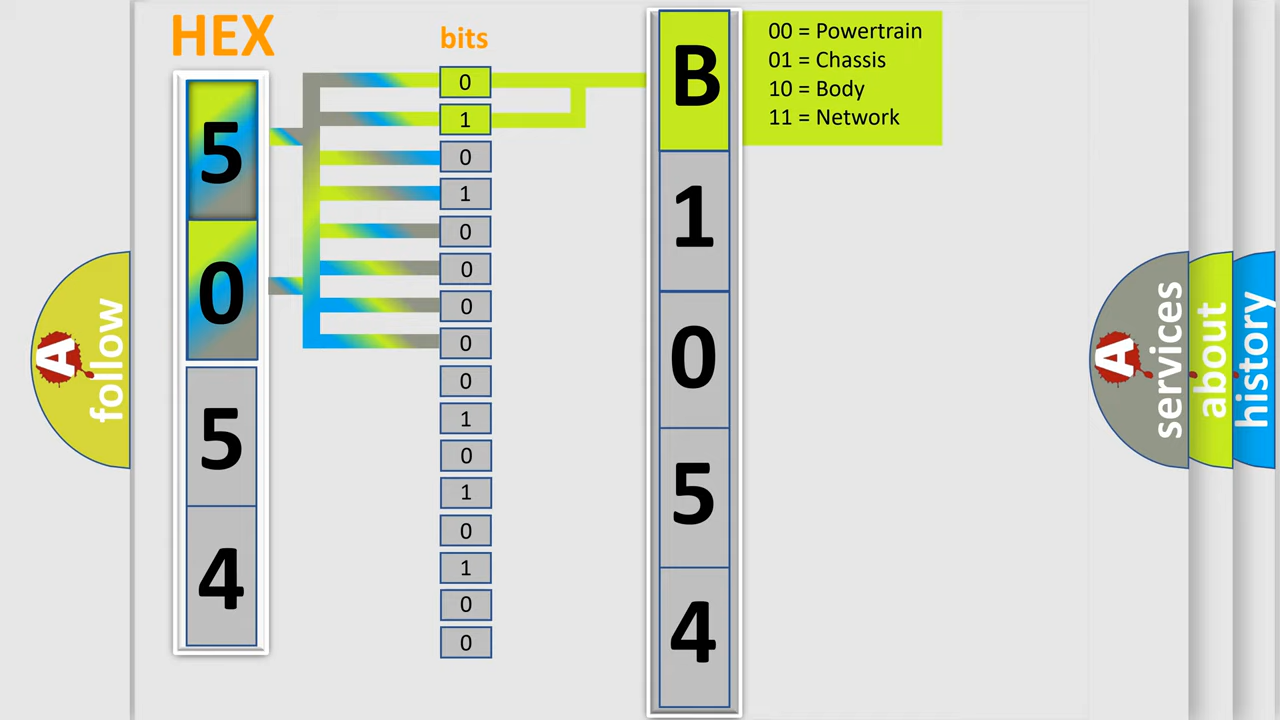 HEX
bits
5
0
5
4
0
1
0
1
0
0
0
0
0
1
0
1
0
1
0
0
B
1
0
5
4
00 = Powertrain
01 = Chassis
10 = Body
11 = Network
A
follow
A
services
about
history